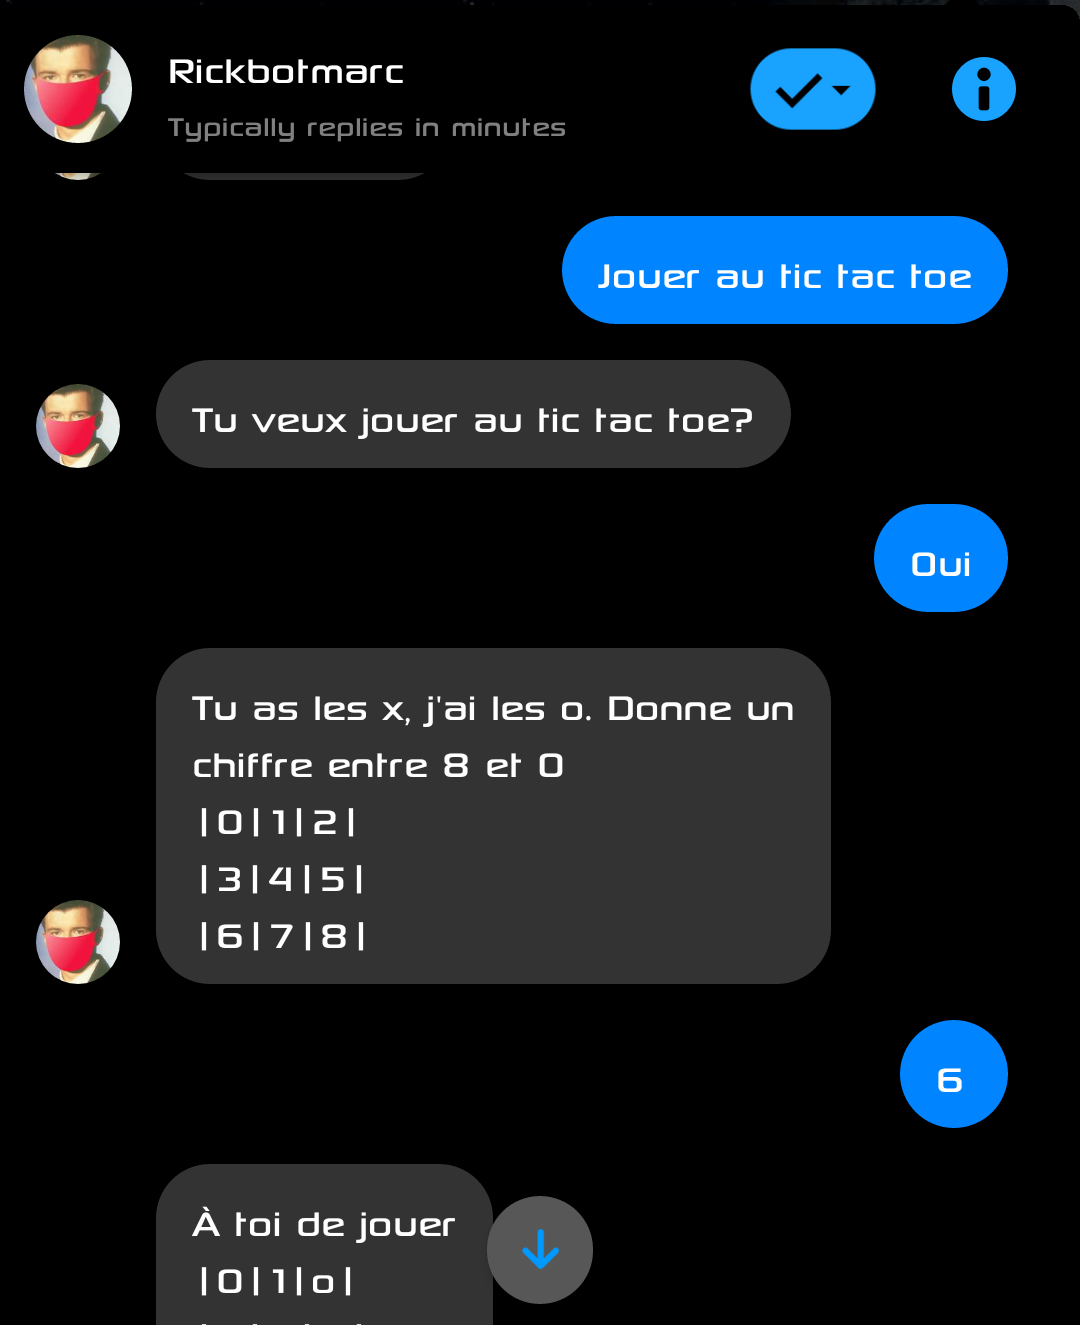 Rickbotmarc
Typically replies in minutes
Jouer au tic tac toe
Tu veux jouer au tic tac toe?
Oui
Tu as les x, j'ai les o. Donne un
chiffre entre 8 et 0
|0|1|2|
|3|4|5|
|6|7|8|
6
À toi de jouer
|0|1|o|